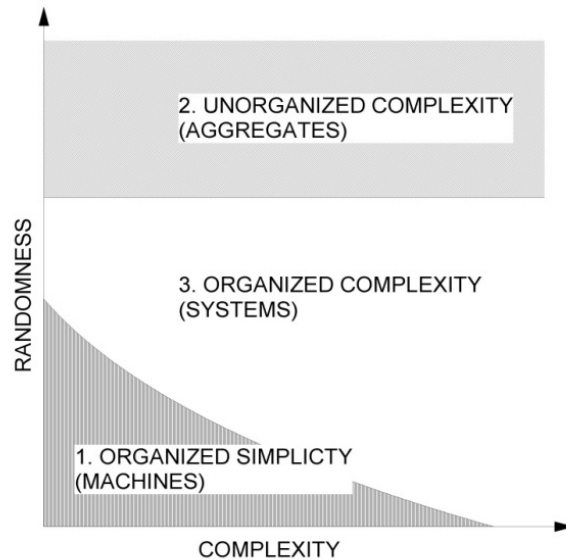 2. UNORGANIZED COMPLEXITY
(AGGREGATES)
RANDOMNESS
3. ORGANIZED COMPLEXITY
(SYSTEMS)
1. ORGANIZED SIMPLICTY
(MACHINES)
COMPLEXITY